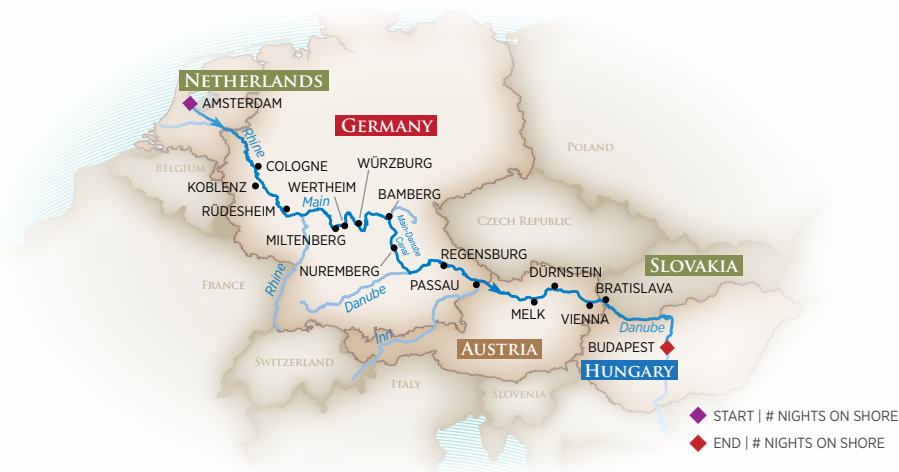 NETHERLANDS
AMSTERDAM
GERMANY
Rhine
POLAND
BELGIUM
COLOGNE
WÜRZBURG
KOBLENZ
WERTHEIM
BAMBERG
Main
RÜDESHEIM
CZECH REPUBLIC
Main-Danube
Canal
MILTENBERG
REGENSBURG
NUREMBERG
SLOVAKIA
DÜRNSTEIN
Rhine
FRANCE
PASSAU
BRATISLAVA
Danube
MELK
VIENNA
Danube
Inn
AUSTRIA
BUDAPEST
SWITZERLAND
HUNGARY
ITALY
SLOVENIA
START | # NIGHTS ON SHORE
END | # NIGHTS ON SHORE